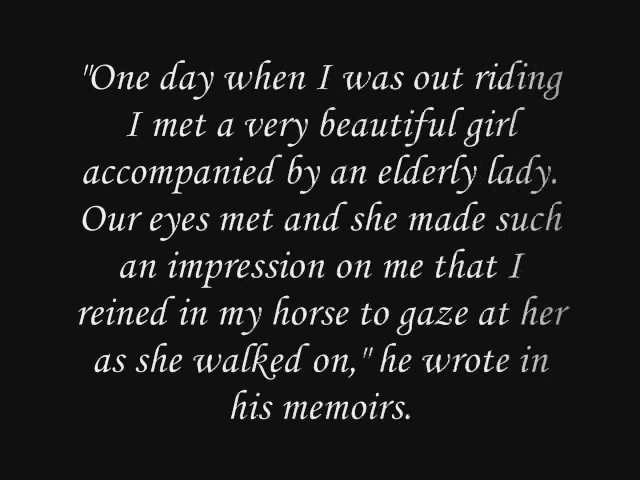 "One day when I was out riding
I met a very beautiful girl
accompanied by an elderly lady.
Our eyes met and she made such
an impression on me that I
reined in my horse to gaze at her
as she walked on," he wrote in
his memoirs.